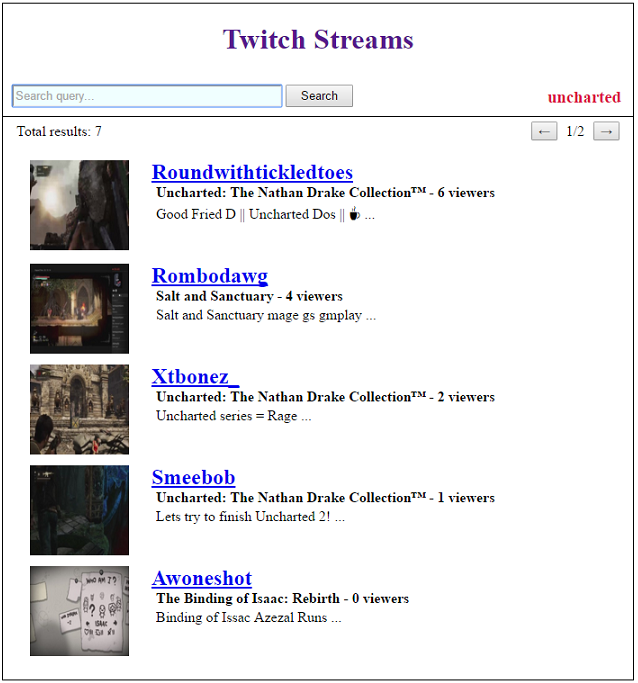 Twitch Streams
Search query...
Search
uncharted
Total results: 7
← 1/2 →
Roundwithtickledtoes
Uncharted: The Nathan Drake Collection™ - 6 viewers
Good Fried D || Uncharted Dos || ☕ ...
Rombodawg
Salt and Sanctuary - 4 viewers
Salt and Sanctuary mage gs gmplay ...
Xtbonez_
Uncharted: The Nathan Drake Collection™ - 2 viewers
Uncharted series = Rage ...
Smeebob
Uncharted: The Nathan Drake Collection™ - 1 viewers
Lets try to finish Uncharted 2! ...
WHO AM I?
ISAAC
Awoneshot
The Binding of Isaac: Rebirth - 0 viewers
Binding of Issac Azezal Runs ...